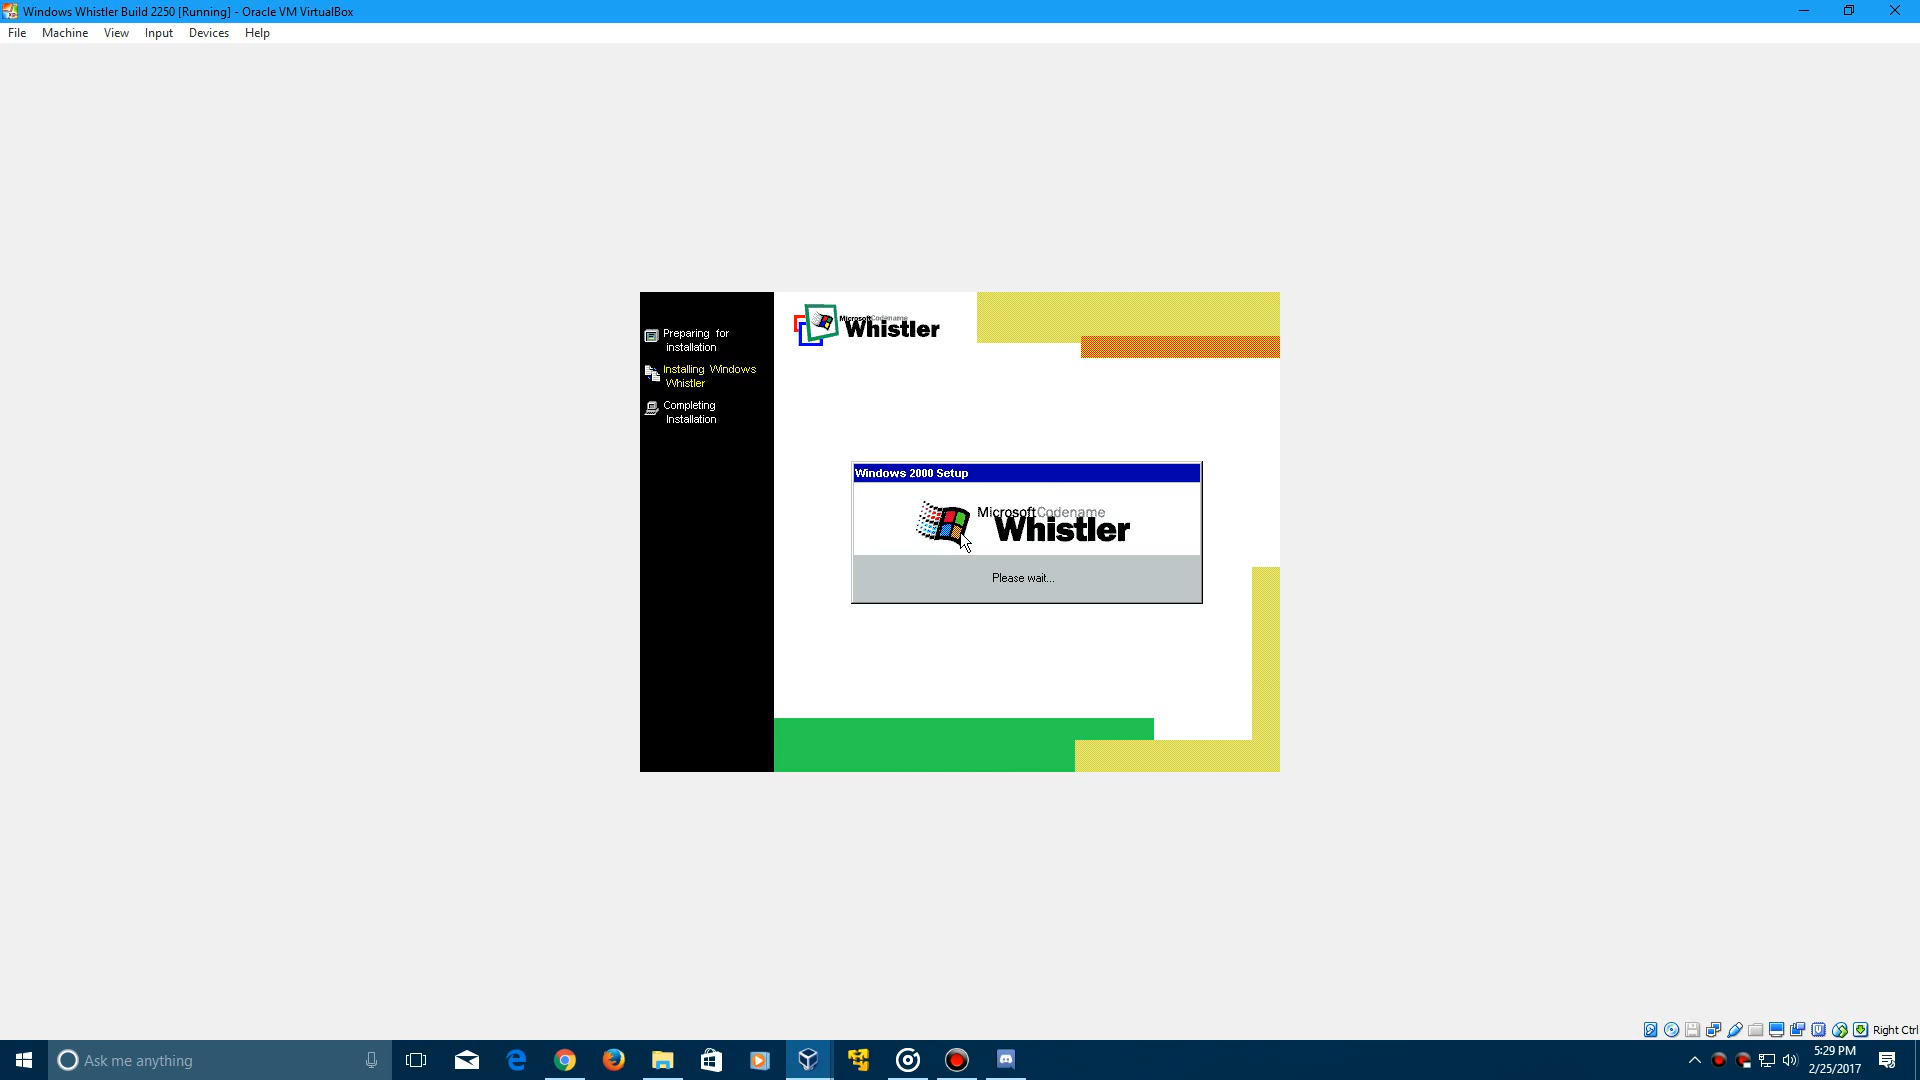 Windows Whistler Build 2250 [Running] - Oracle VM VirtualBox
File Machine View Input Devices Help
Preparing for
installation
Installing Windows
Whistler
Completing
Installation
MicrosoftCodename
Whistler
Windows 2000 Setup
MicrosoftCodename
Whistler
Please wait...
Right Ctrl
Ask me anything
5:29 PM
2/25/2017